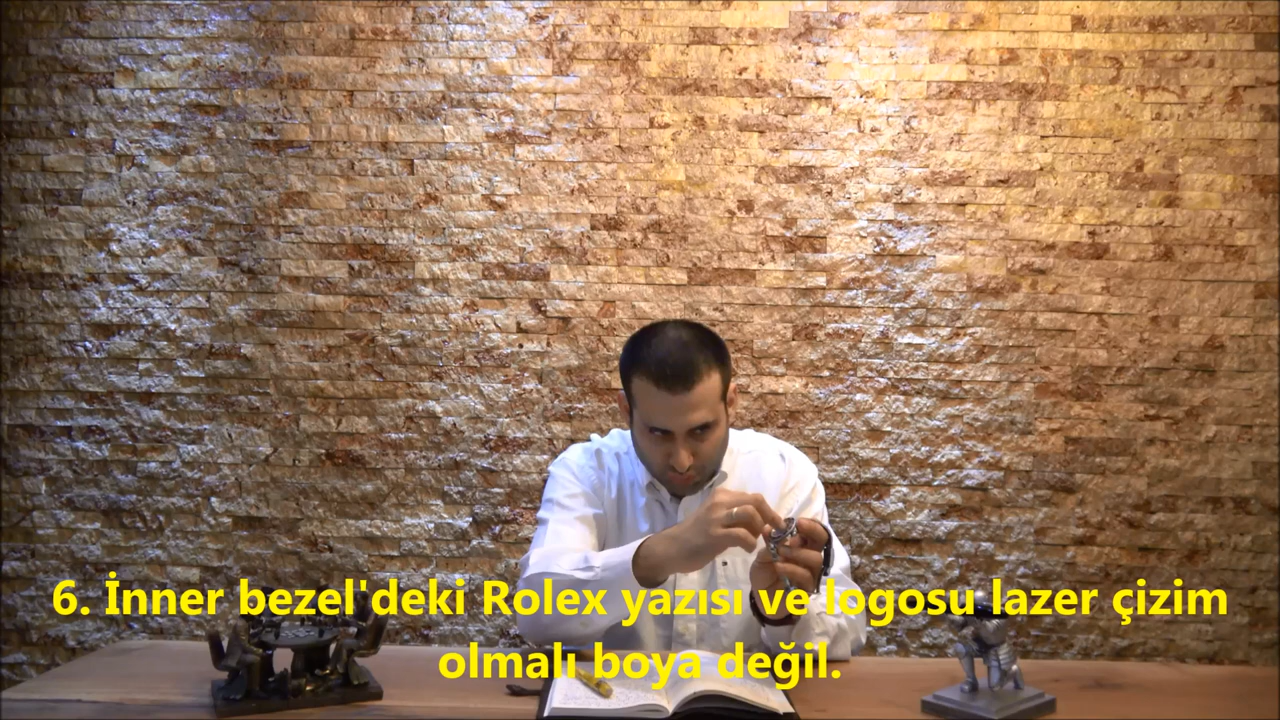 6. İnner bezel'deki Rolex yazısı ve logosu lazer çizim
olmalı boya değil.